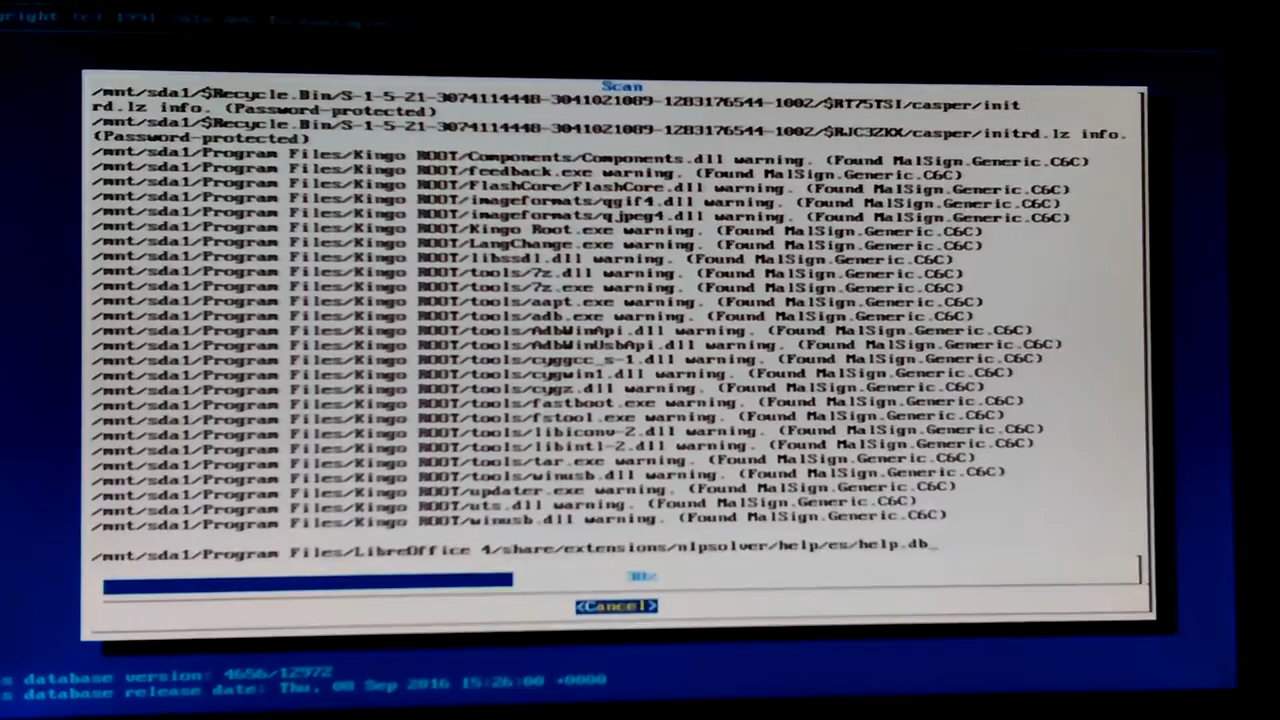 Scan
/mnt/sda1/$Recycle.Bin/S-1-5-21-3074114448-3041021089-1283176544-1002/$RT75TSI/casper/init
rd.lz info. (Password-protected)
/mnt/sda1/$Recycle.Bin/S-1-5-21-3074114448-3041021089-1283176544-1002/$RJC3ZKX/casper/initrd.lz info.
(Password-protected)
/mnt/sda1/Program Files/Kingo ROOT/Components/Components.dll warning. (Found MalSign.Generic.C6C)
/mnt/sda1/Program Files/Kingo ROOT/feedback.exe warning. (Found MalSign.Generic.C6C)
/mnt/sda1/Program Files/Kingo ROOT/FlashCore/FlashCore.dll warning. (Found MalSign.Generic.C6C)
/mnt/sda1/Program Files/Kingo ROOT/imageformats/qgif4.dll warning. (Found MalSign.Generic.C6C)
/mnt/sda1/Program Files/Kingo ROOT/imageformats/qjpeg4.dll warning. (Found MalSign.Generic.C6C)
/mnt/sda1/Program Files/Kingo ROOT/Kingo Root.exe warning. (Found MalSign.Generic.C6C)
/mnt/sda1/Program Files/Kingo ROOT/LangChange.exe warning. (Found MalSign.Generic.C6C)
/mnt/sda1/Program Files/Kingo ROOT/libssdl.dll warning. (Found MalSign.Generic.C6C)
/mnt/sda1/Program Files/Kingo ROOT/tools/7z.dll warning. (Found MalSign.Generic.C6C)
/mnt/sda1/Program Files/Kingo ROOT/tools/7z.exe warning. (Found MalSign.Generic.C6C)
/mnt/sda1/Program Files/Kingo ROOT/tools/aapt.exe warning. (Found MalSign.Generic.C6C)
/mnt/sda1/Program Files/Kingo ROOT/tools/adb.exe warning. (Found MalSign.Generic.C6C)
/mnt/sda1/Program Files/Kingo ROOT/tools/AdbWinApi.dll warning. (Found MalSign.Generic.C6C)
/mnt/sda1/Program Files/Kingo ROOT/tools/AdbWinUsbApi.dll warning. (Found MalSign.Generic.C6C)
/mnt/sda1/Program Files/Kingo ROOT/tools/cyggcc_s-1.dll warning. (Found MalSign.Generic.C6C)
/mnt/sda1/Program Files/Kingo ROOT/tools/cygwin1.dll warning. (Found MalSign.Generic.C6C)
/mnt/sda1/Program Files/Kingo ROOT/tools/cygz.dll warning. (Found MalSign.Generic.C6C)
/mnt/sda1/Program Files/Kingo ROOT/tools/fastboot.exe warning. (Found MalSign.Generic.C6C)
/mnt/sda1/Program Files/Kingo ROOT/tools/fstool.exe warning. (Found MalSign.Generic.C6C)
/mnt/sda1/Program Files/Kingo ROOT/tools/libiconv-2.dll warning. (Found MalSign.Generic.C6C)
/mnt/sda1/Program Files/Kingo ROOT/tools/libintl-2.dll warning. (Found MalSign.Generic.C6C)
/mnt/sda1/Program Files/Kingo ROOT/tools/tar.exe warning. (Found MalSign.Generic.C6C)
/mnt/sda1/Program Files/Kingo ROOT/tools/winusb.dll warning. (Found MalSign.Generic.C6C)
/mnt/sda1/Program Files/Kingo ROOT/updater.exe warning. (Found MalSign.Generic.C6C)
/mnt/sda1/Program Files/Kingo ROOT/uts.dll warning. (Found MalSign.Generic.C6C)
/mnt/sda1/Program Files/Kingo ROOT/winusb.dll warning. (Found MalSign.Generic.C6C)
/mnt/sda1/Program Files/LibreOffice 4/share/extensions/nlpsolver/help/es/help.db_
<Cancel>
s database version: 4656/12972
s database release date: Thu, 08 Sep 2016 15:26:00 +0000